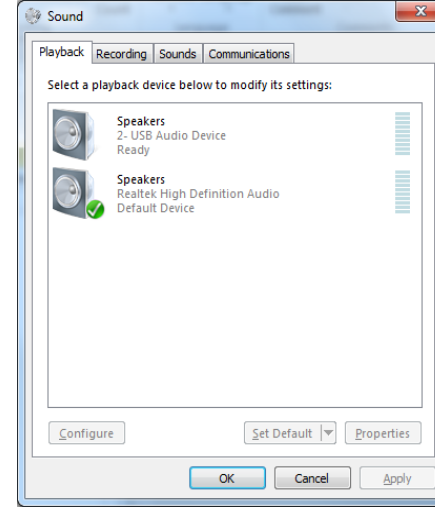 Sound
Playback Recording Sounds Communications
Select a playback device below to modify its settings:
Speakers
2- USB Audio Device
Ready
Speakers
Realtek High Definition Audio
Default Device
Configure Set Default Properties
OK Cancel Apply